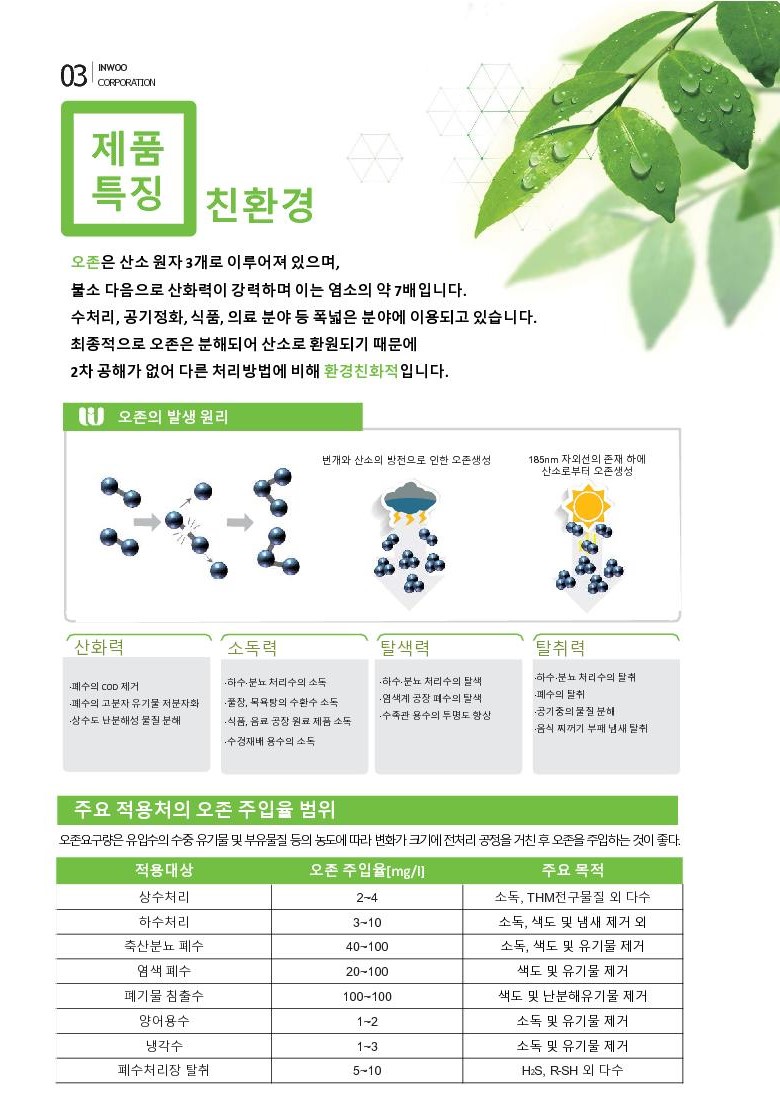 03 INWOO
CORPORATION
제품
특징
친환경
오존은 산소 원자 3개로 이루어져 있으며,
불소 다음으로 산화력이 강력하며 이는 염소의 약 7배입니다.
수처리, 공기정화, 식품, 의료 분야 등 폭넓은 분야에 이용되고 있습니다.
최종적으로 오존은 분해되어 산소로 환원되기 때문에
2차 공해가 없어 다른 처리방법에 비해 환경친화적입니다.
오존의 발생 원리
번개와 산소의 방전으로 인한 오존생성
185nm 자외선의 존재 하에
산소로부터 오존생성
산화력
·폐수의 COD 제거
·폐수의 고분자 유기물 저분자화
·상수도 난분해성 물질 분해
소독력
·하수·분뇨 처리수의 소독
·풀장, 목욕탕의 수환수 소독
·식품, 음료 공장 원료 제품 소독
·수경재배 용수의 소독
탈색력
·하수·분뇨 처리수의 탈색
·염색계 공장 폐수의 탈색
·수족관 용수의 투명도 향상
탈취력
·하수·분뇨 처리수의 탈취
·폐수의 탈취
·공기중의 물질 분해
·음식 찌꺼기 부패 냄새 탈취
주요 적용처의 오존 주입율 범위
오존요구량은 유입수의 수중 유기물 및 부유물질 등의 농도에 따라 변화가 크기에 전처리 공정을 거친 후 오존을 주입하는 것이 좋다.
적용대상 오존 주입율[mg/l] 주요 목적
상수처리 2~4 소독, THM전구물질 외 다수
하수처리 3~10 소독, 색도 및 냄새 제거 외
축산분뇨 폐수 40~100 소독, 색도 및 유기물 제거
염색 폐수 20~100 색도 및 유기물 제거
폐기물 침출수 100~100 색도 및 난분해유기물 제거
양어용수 1~2 소독 및 유기물 제거
냉각수 1~3 소독 및 유기물 제거
폐수처리장 탈취 5~10 H2S, R-SH 외 다수